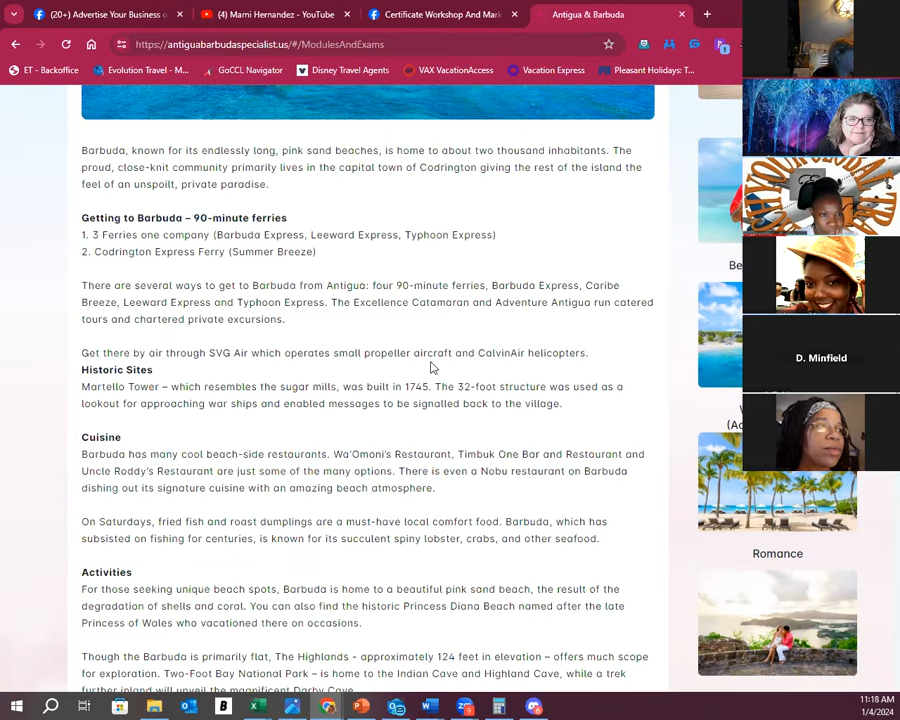 (20+) Advertise Your Business o
(4) Marni Hernandez - YouTube
Certificate Workshop And Mark
Antigua & Barbuda
https://antiguabarbudaspecialist.us/#/ModulesAndExams
ET - Backoffice
Evolution Travel - M...
GoCCL Navigator
Disney Travel Agents
VAX VacationAccess
Vacation Express
Pleasant Holidays: T...
Barbuda, known for its endlessly long, pink sand beaches, is home to about two thousand inhabitants. The
proud, close-knit community primarily lives in the capital town of Codrington giving the rest of the island the
feel of an unspoilt, private paradise.
Getting to Barbuda – 90-minute ferries
1. 3 Ferries one company (Barbuda Express, Leeward Express, Typhoon Express)
2. Codrington Express Ferry (Summer Breeze)
There are several ways to get to Barbuda from Antigua: four 90-minute ferries, Barbuda Express, Caribe
Breeze, Leeward Express and Typhoon Express. The Excellence Catamaran and Adventure Antigua run catered
tours and chartered private excursions.
Get there by air through SVG Air which operates small propeller aircraft and CalvinAir helicopters.
Historic Sites
Martello Tower – which resembles the sugar mills, was built in 1745. The 32-foot structure was used as a
lookout for approaching war ships and enabled messages to be signalled back to the village.
Cuisine
Barbuda has many cool beach-side restaurants. Wa'Omoni's Restaurant, Timbuk One Bar and Restaurant and
Uncle Roddy's Restaurant are just some of the many options. There is even a Nobu restaurant on Barbuda
dishing out its signature cuisine with an amazing beach atmosphere.
On Saturdays, fried fish and roast dumplings are a must-have local comfort food. Barbuda, which has
subsisted on fishing for centuries, is known for its succulent spiny lobster, crabs, and other seafood.
Activities
For those seeking unique beach spots, Barbuda is home to a beautiful pink sand beach, the result of the
degradation of shells and coral. You can also find the historic Princess Diana Beach named after the late
Princess of Wales who vacationed there on occasions.
Though the Barbuda is primarily flat, The Highlands - approximately 124 feet in elevation – offers much scope
for exploration. Two-Foot Bay National Park – is home to the Indian Cave and Highland Cave, while a trek
further inland will unveil the magnificent Darby Cave
Be
(Ad
Romance
D. Minfield
11:18 AM
1/4/2024